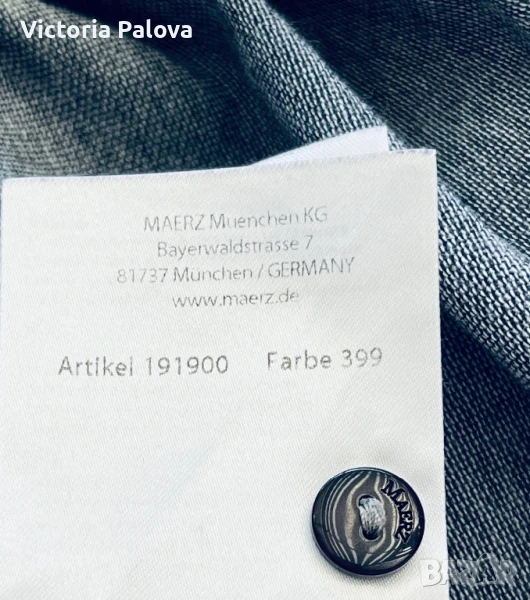 Victoria Palova
MAERZ Muenchen KG
Bayerwaldstrasse 7
81737 München / GERMANY
www.maerz.de
Artikel 191900 Farbe 399
MAERZ